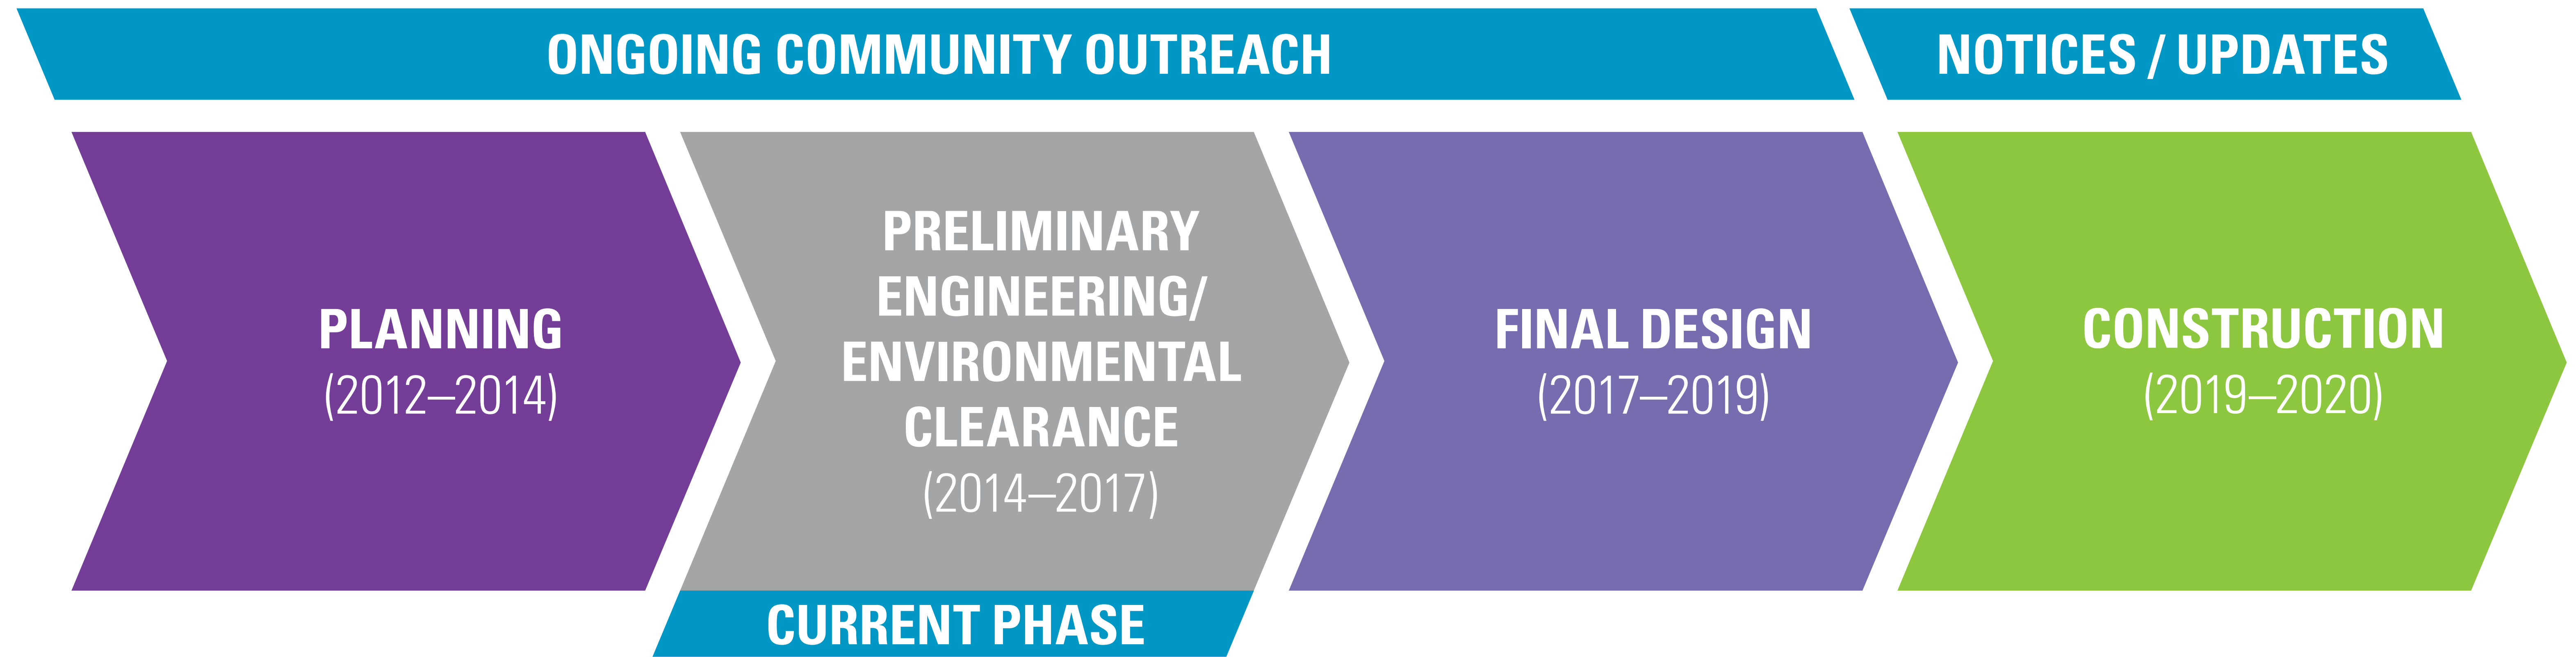 ONGOING COMMUNITY OUTREACH
NOTICES / UPDATES
PLANNING
(2012–2014)
PRELIMINARY
ENGINEERING/
ENVIRONMENTAL
CLEARANCE
(2014–2017)
FINAL DESIGN
(2017–2019)
CONSTRUCTION
(2019–2020)
CURRENT PHASE